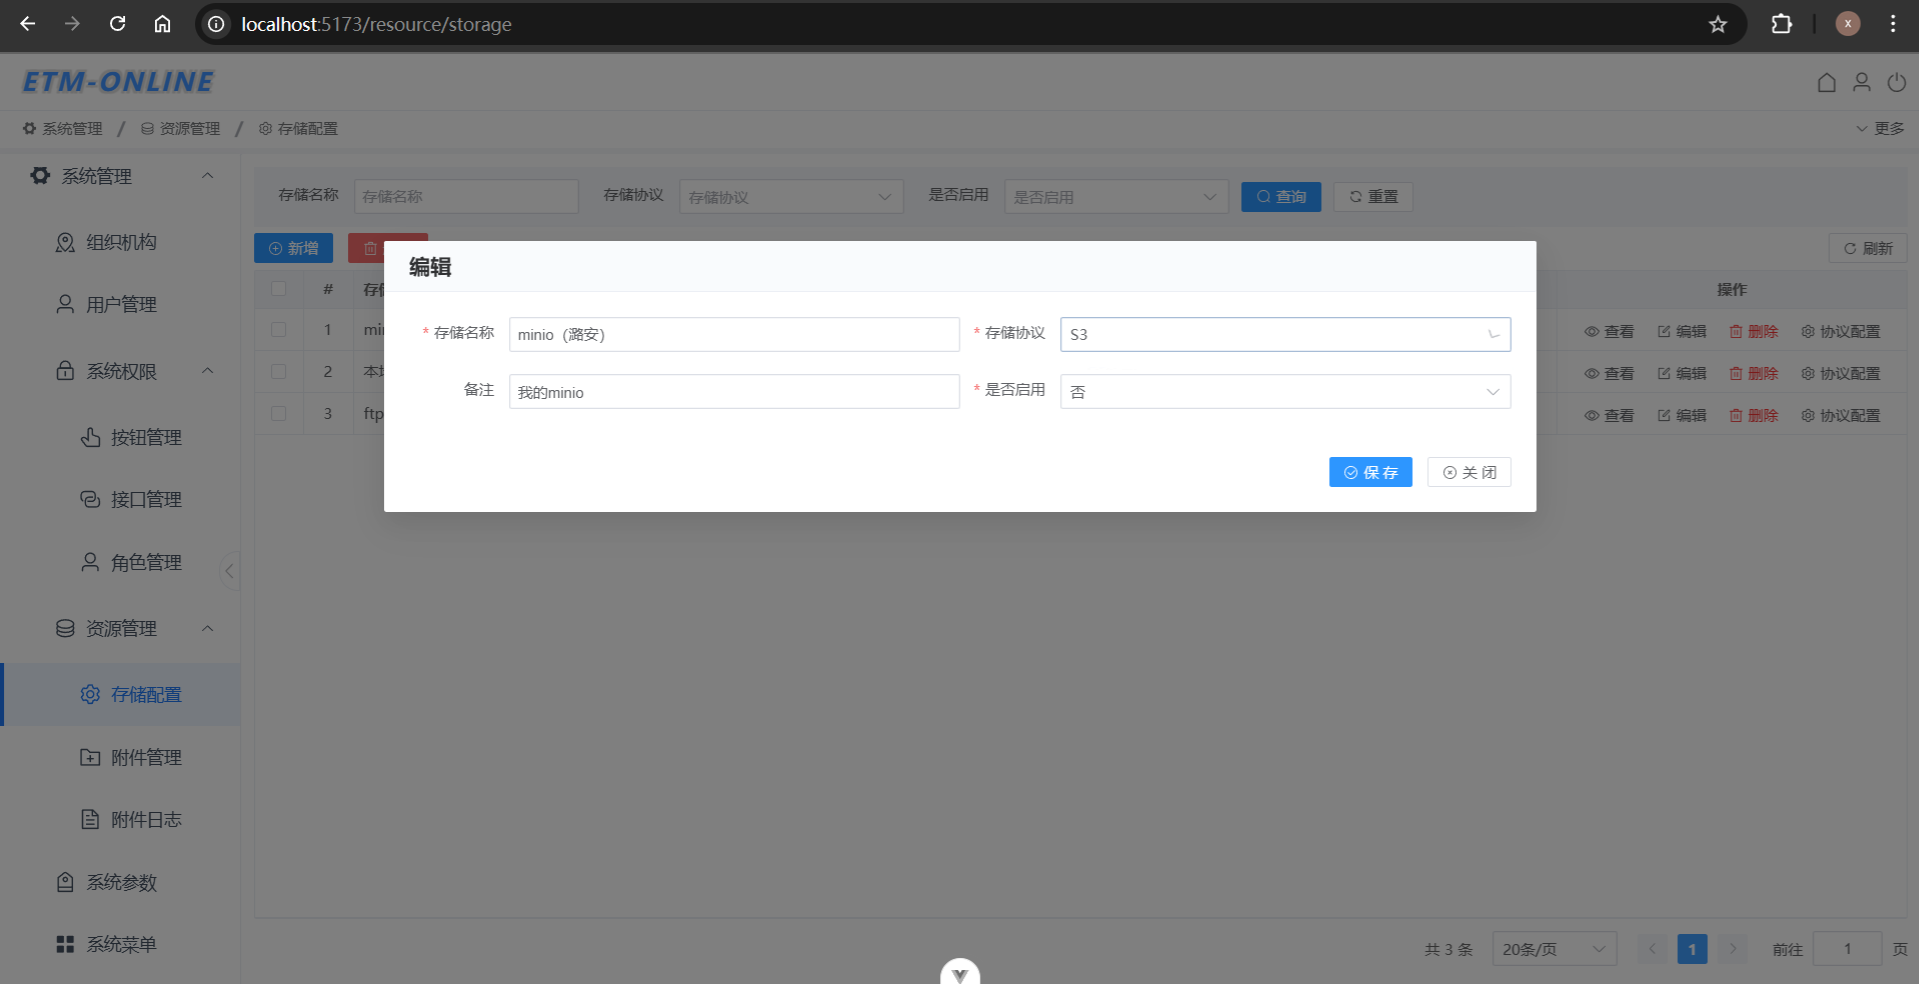 localhost:5173/resource/storage
x
ETM-ONLINE
系统管理 / 资源管理 / 存储配置
更多
系统管理
组织机构
用户管理
系统权限
按钮管理
接口管理
角色管理
资源管理
存储配置
附件管理
附件日志
系统参数
系统菜单
存储名称 存储名称 存储协议 存储协议 是否启用 是否启用 查询 重置
新增
刷新
# 操作
1 查看 编辑 删除 协议配置
2 查看 编辑 删除 协议配置
3 ftp 查看 编辑 删除 协议配置
编辑
* 存储名称 minio（潞安） * 存储协议 S3
备注 我的minio * 是否启用 否
保存 关闭
共 3 条 20条/页 1 前往 1 页